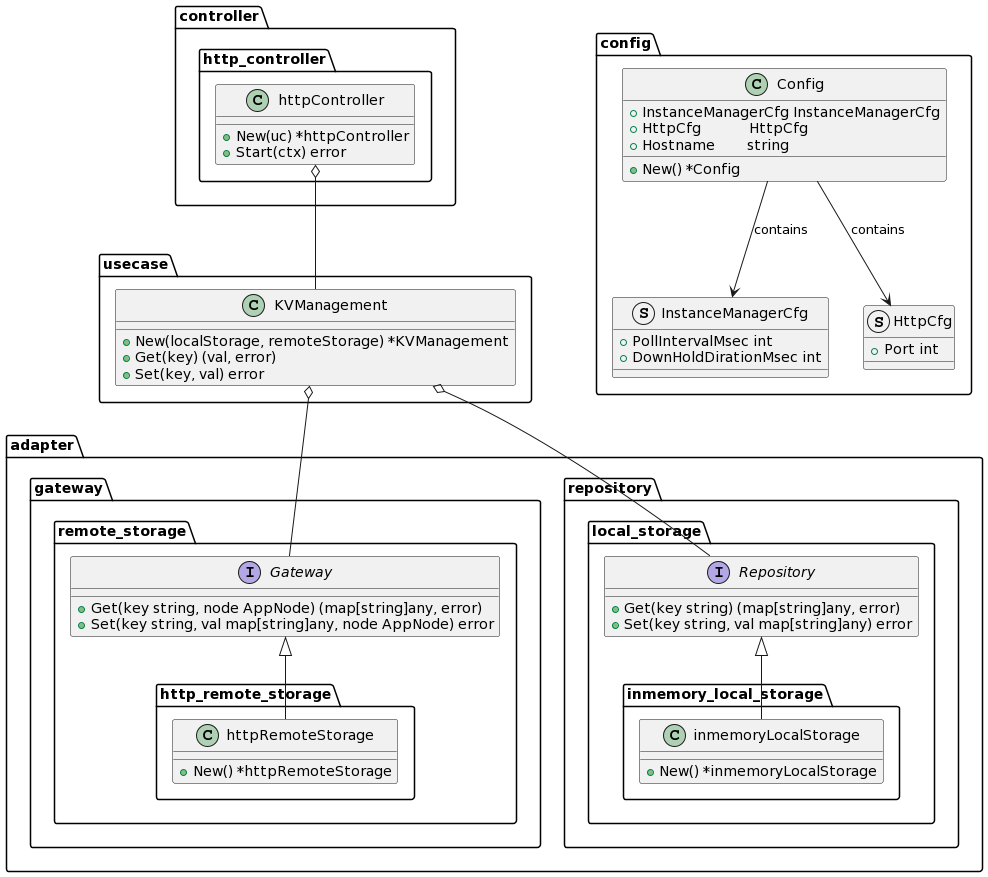 controller
http_controller
C httpController
New(uc) *httpController
Start(ctx) error
config
C Config
InstanceManagerCfg InstanceManagerCfg
HttpCfg HttpCfg
Hostname string
New() *Config
contains
contains
S InstanceManagerCfg
PollIntervalMsec int
DownHoldDirationMsec int
S HttpCfg
Port int
usecase
C KVManagement
New(localStorage, remoteStorage) *KVManagement
Get(key) (val, error)
Set(key, val) error
adapter
gateway
remote_storage
I Gateway
Get(key string, node AppNode) (map[string]any, error)
Set(key string, val map[string]any, node AppNode) error
http_remote_storage
C httpRemoteStorage
New() *httpRemoteStorage
repository
local_storage
I Repository
Get(key string) (map[string]any, error)
Set(key string, val map[string]any) error
inmemory_local_storage
C inmemoryLocalStorage
New() *inmemoryLocalStorage